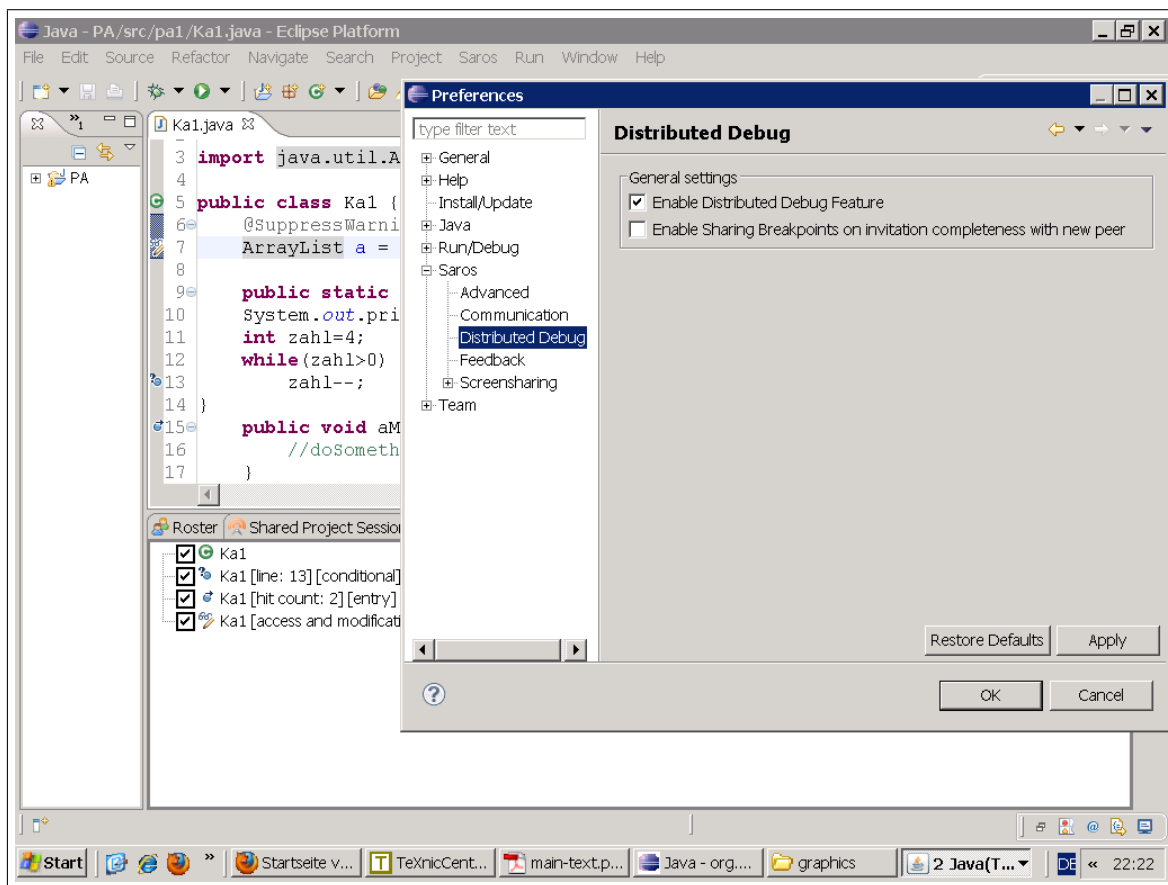 Java - PA/src/pa1/Ka1.java - Eclipse Platform
File Edit Source Refactor Navigate Search Project Saros Run Window Help
»1
Ka1.java
PA
3 import java.util.A
4
5 public class Ka1 {
6 @SuppressWarni
7 ArrayList a =
8
9 public static
10 System.out.pri
11 int zahl=4;
12 while(zahl>0)
13 zahl--;
14 }
15 public void aM
16 //doSometh
17 }
Roster Shared Project Session
Ka1
Ka1 [line: 13] [conditional]
Ka1 [hit count: 2] [entry]
Ka1 [access and modificati
Preferences
type filter text
General
Help
Install/Update
Java
Run/Debug
Saros
Advanced
Communication
Distributed Debug
Feedback
Screensharing
Team
Distributed Debug
General settings
Enable Distributed Debug Feature
Enable Sharing Breakpoints on invitation completeness with new peer
Restore Defaults Apply
? OK Cancel
Start » Startseite v... TeXnicCent... main-text.p... Java - org.... graphics 2 Java(T... DE « 22:22